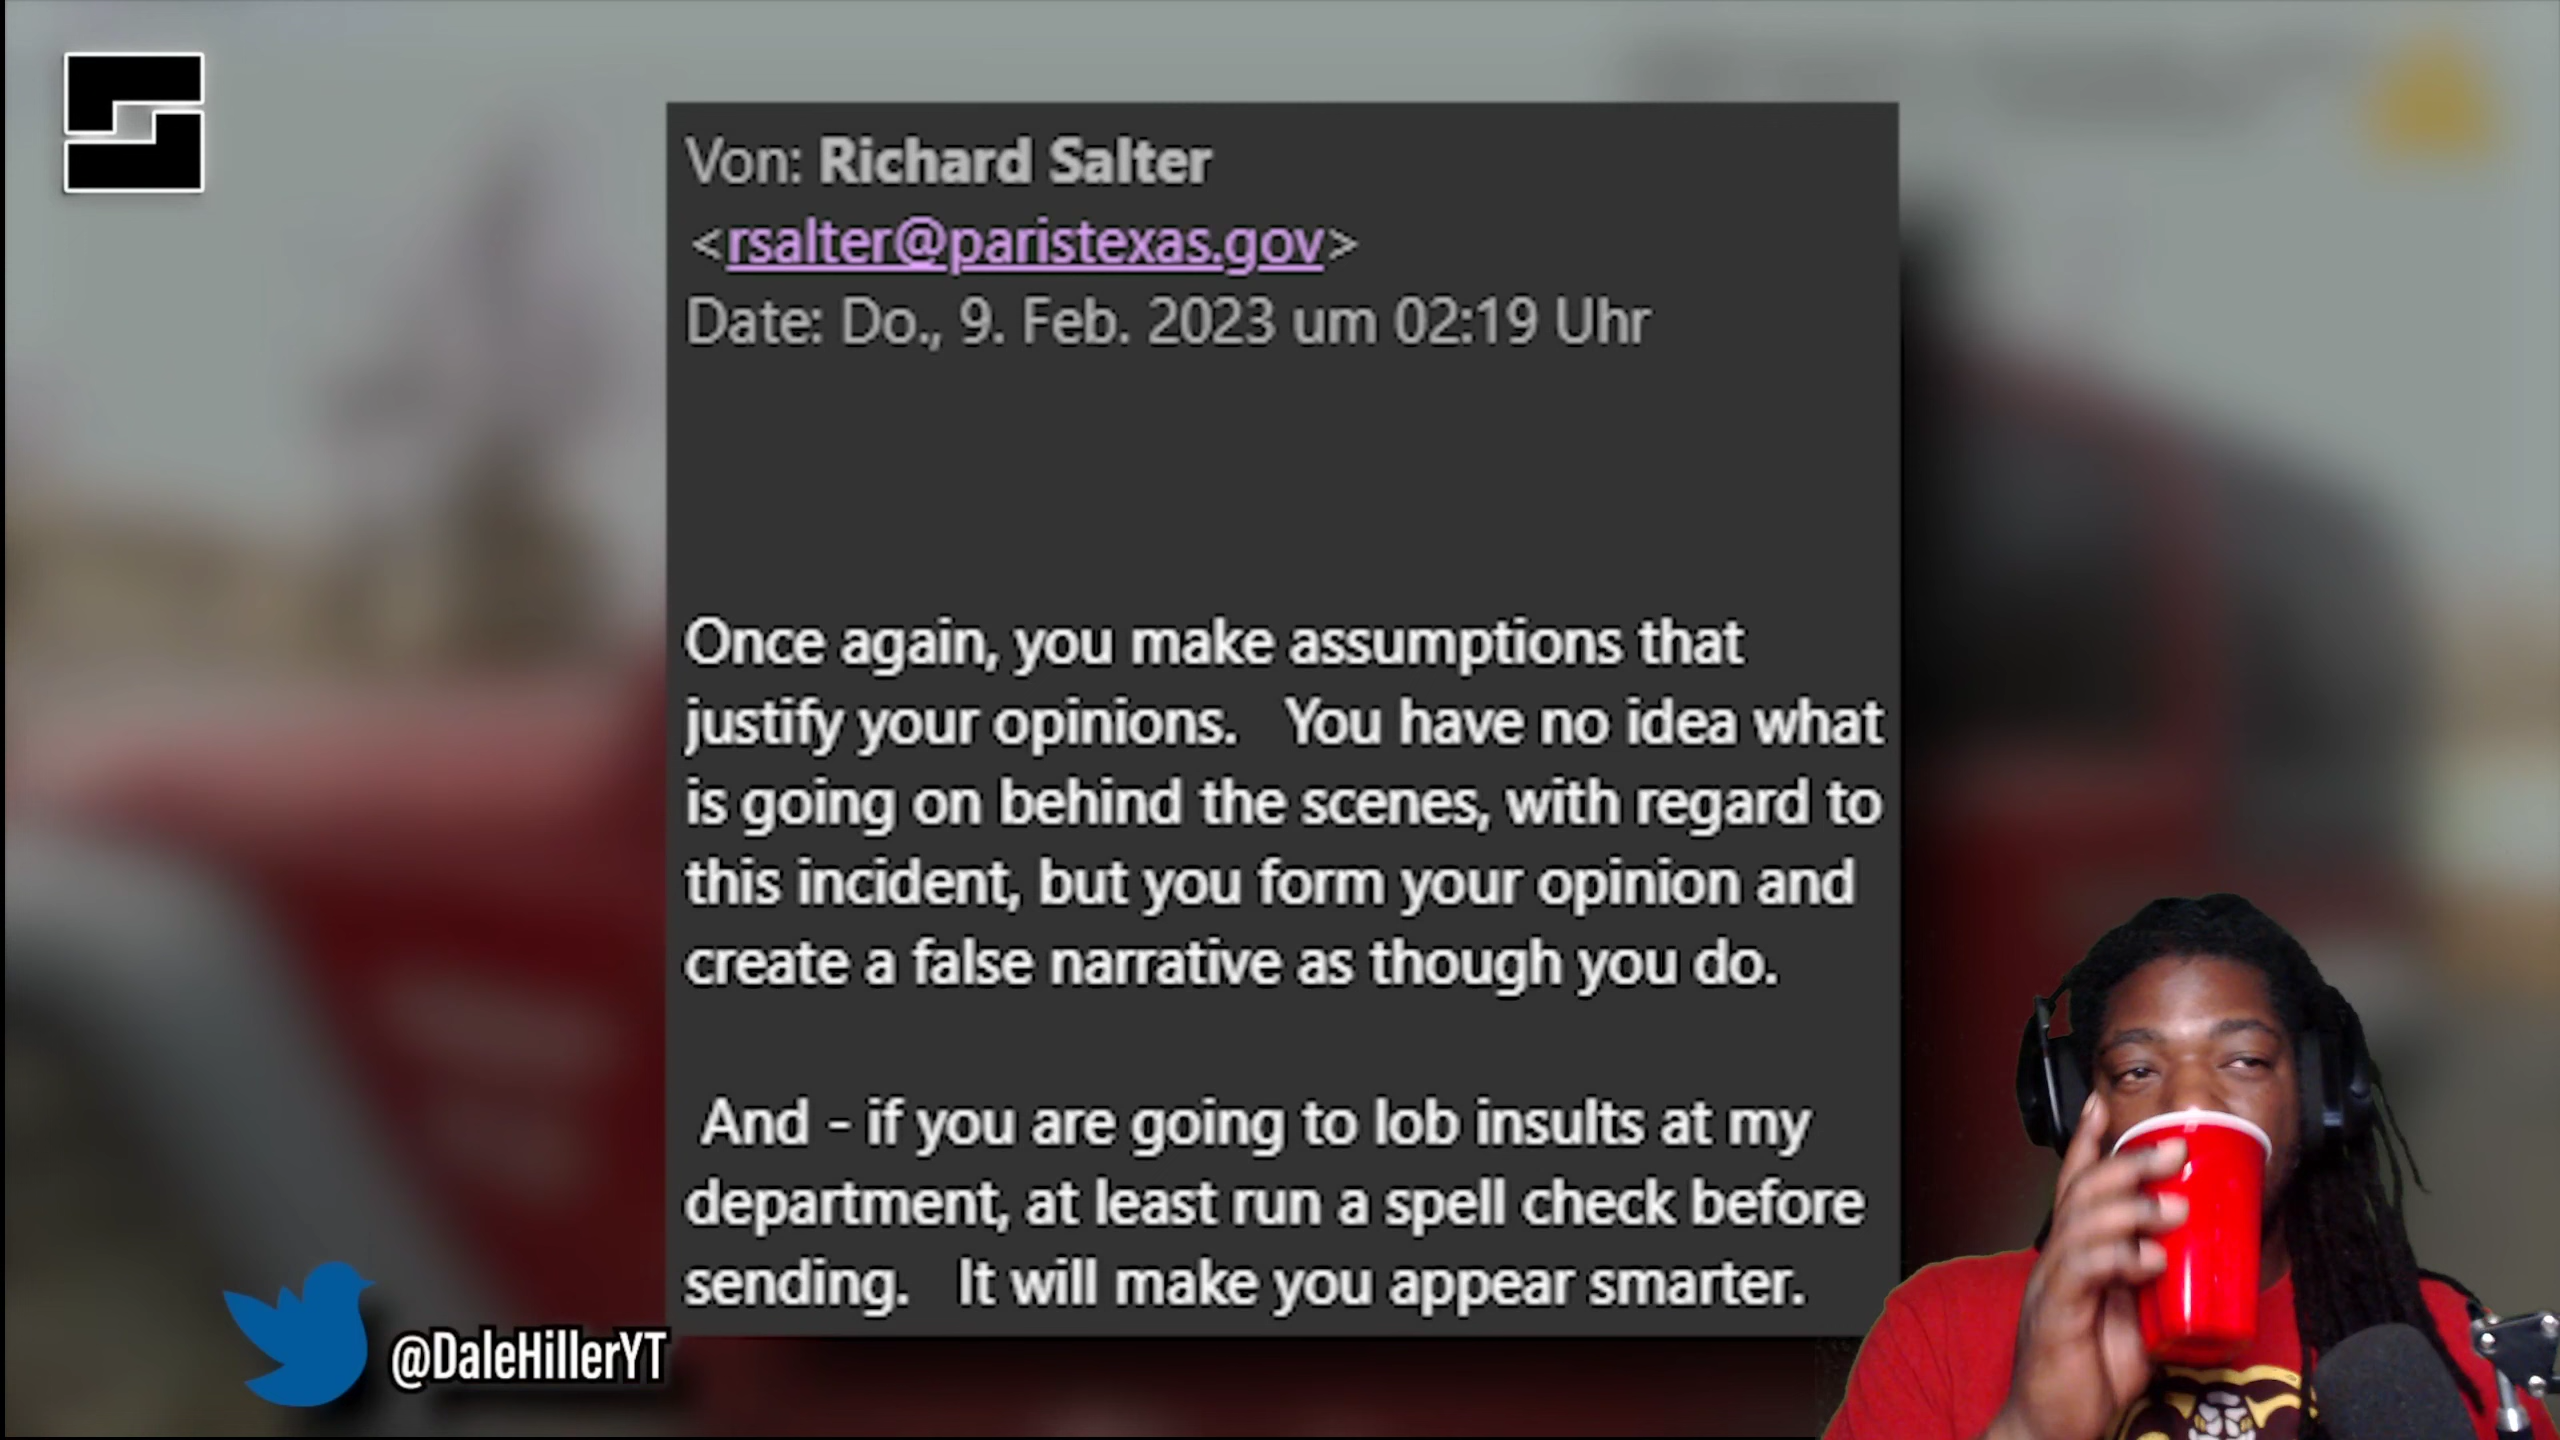 Von: Richard Salter
<rsalter@paristexas.gov>
Date: Do., 9. Feb. 2023 um 02:19 Uhr
Once again, you make assumptions that
justify your opinions.   You have no idea what
is going on behind the scenes, with regard to
this incident, but you form your opinion and
create a false narrative as though you do.
And - if you are going to lob insults at my
department, at least run a spell check before
sending.   It will make you appear smarter.
@DaleHillerYT